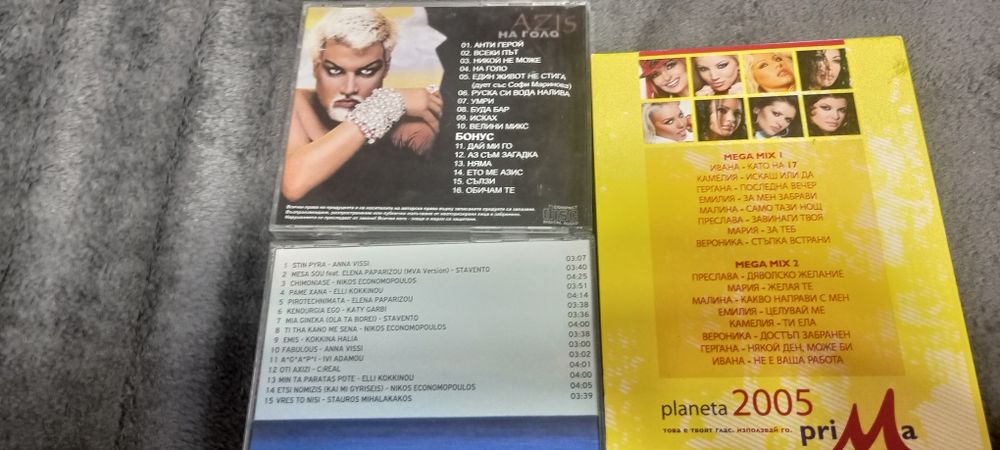 AZIS
НА ГОЛО
01. АНТИ ГЕРОЙ
02. ВСЕКИ ПЪТ
03. НИКОЙ НЕ МОЖЕ
04. НА ГОЛО
05. ЕДИН ЖИВОТ НЕ СТИГА
(дует със Софи Маринова)
06. РУСКА СИ ВОДА НАЛИВА
07. УМРИ
08. БУДА БАР
09. ИСКАХ
10. ВЕЛИНИ МИКС
БОНУС
11. ДАЙ МИ ГО
12. АЗ СЪМ ЗАГАДКА
13. НЯМА
14. ЕТО МЕ АЗИС
15. СЪЛЗИ
16. ОБИЧАМ ТЕ
COMPACT
DIGITAL AUDIO
1 STIN PYRA - ANNA VISSI 03:07
2 MESA SOU feat. ELENA PAPARIZOU (MVA Version) - STAVENTO 03:40
3 CHIMONIASE - NIKOS ECONOMOPOULOS 04:25
4 PAME XANA - ELLI KOKKINOU 03:51
5 PIROTECHNIMATA - ELENA PAPARIZOU 04:14
6 KENOURGIA EGO - KATY GARBI 03:38
7 MIA GINEKA (OLA TA BOREI) - STAVENTO 03:36
8 TI THA KANO ME SENA - NIKOS ECONOMOPOULOS 04:00
9 EMIS - KOKKINA HALIA 03:38
10 FABULOUS - ANNA VISSI 03:00
11 A*G*A*P*I - IVI ADAMOU 03:02
12 OTI AXIZI - C:REAL 04:01
13 MIN TA PARATAS POTE - ELLI KOKKINOU 04:00
14 ETSI NOMIZIS (KAI MI GYRISEIS) - NIKOS ECONOMOPOULOS 04:05
15 VRES TO NISI - STAUROS MIHALAKAKOS 03:39
MEGA MIX 1
ИВАНА - КАТО НА 17
КАМЕЛИЯ - ИСКАШ ИЛИ ДА
ГЕРГАНА - ПОСЛЕДНА ВЕЧЕР
ЕМИЛИЯ - ЗА МЕН ЗАБРАВИ
МАЛИНА - САМО ТАЗИ НОЩ
ПРЕСЛАВА - ЗАВИНАГИ ТВОЯ
МАРИЯ - ЗА ТЕБ
ВЕРОНИКА - СТЪПКА ВСТРАНИ
MEGA MIX 2
ПРЕСЛАВА - ДЯВОЛСКО ЖЕЛАНИЕ
МАРИЯ - ЖЕЛАЯ ТЕ
МАЛИНА - КАКВО НАПРАВИ С МЕН
ЕМИЛИЯ - ЦЕЛУВАЙ МЕ
КАМЕЛИЯ - ТИ ЕЛА
ВЕРОНИКА - ДОСТЪП ЗАБРАНЕН
ГЕРГАНА - НЯКОЙ ДЕН, МОЖЕ БИ
ИВАНА - НЕ Е ВАША РАБОТА
planeta 2005
това е твоят глас. използвай го.
priMa